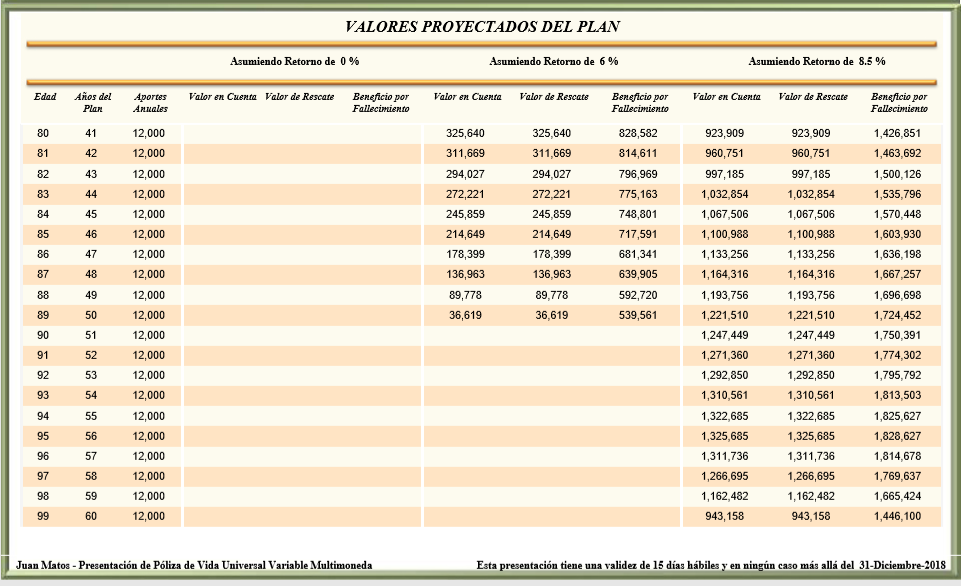 VALORES PROYECTADOS DEL PLAN
Asumiendo Retorno de 0 % Asumiendo Retorno de 6 % Asumiendo Retorno de 8.5 %
Edad Años del Aportes Valor en Cuenta Valor de Rescate Beneficio por Valor en Cuenta Valor de Rescate Beneficio por Valor en Cuenta Valor de Rescate Beneficio por
Plan Anuales Fallecimiento Fallecimiento Fallecimiento
80 41 12,000 325,640 325,640 828,582 923,909 923,909 1,426,851
81 42 12,000 311,669 311,669 814,611 960,751 960,751 1,463,692
82 43 12,000 294,027 294,027 796,969 997,185 997,185 1,500,126
83 44 12,000 272,221 272,221 775,163 1,032,854 1,032,854 1,535,796
84 45 12,000 245,859 245,859 748,801 1,067,506 1,067,506 1,570,448
85 46 12,000 214,649 214,649 717,591 1,100,988 1,100,988 1,603,930
86 47 12,000 178,399 178,399 681,341 1,133,256 1,133,256 1,636,198
87 48 12,000 136,963 136,963 639,905 1,164,316 1,164,316 1,667,257
88 49 12,000 89,778 89,778 592,720 1,193,756 1,193,756 1,696,698
89 50 12,000 36,619 36,619 539,561 1,221,510 1,221,510 1,724,452
90 51 12,000 1,247,449 1,247,449 1,750,391
91 52 12,000 1,271,360 1,271,360 1,774,302
92 53 12,000 1,292,850 1,292,850 1,795,792
93 54 12,000 1,310,561 1,310,561 1,813,503
94 55 12,000 1,322,685 1,322,685 1,825,627
95 56 12,000 1,325,685 1,325,685 1,828,627
96 57 12,000 1,311,736 1,311,736 1,814,678
97 58 12,000 1,266,695 1,266,695 1,769,637
98 59 12,000 1,162,482 1,162,482 1,665,424
99 60 12,000 943,158 943,158 1,446,100
Juan Matos - Presentación de Póliza de Vida Universal Variable Multimoneda Esta presentación tiene una validez de 15 días hábiles y en ningún caso más allá del 31-Diciembre-2018